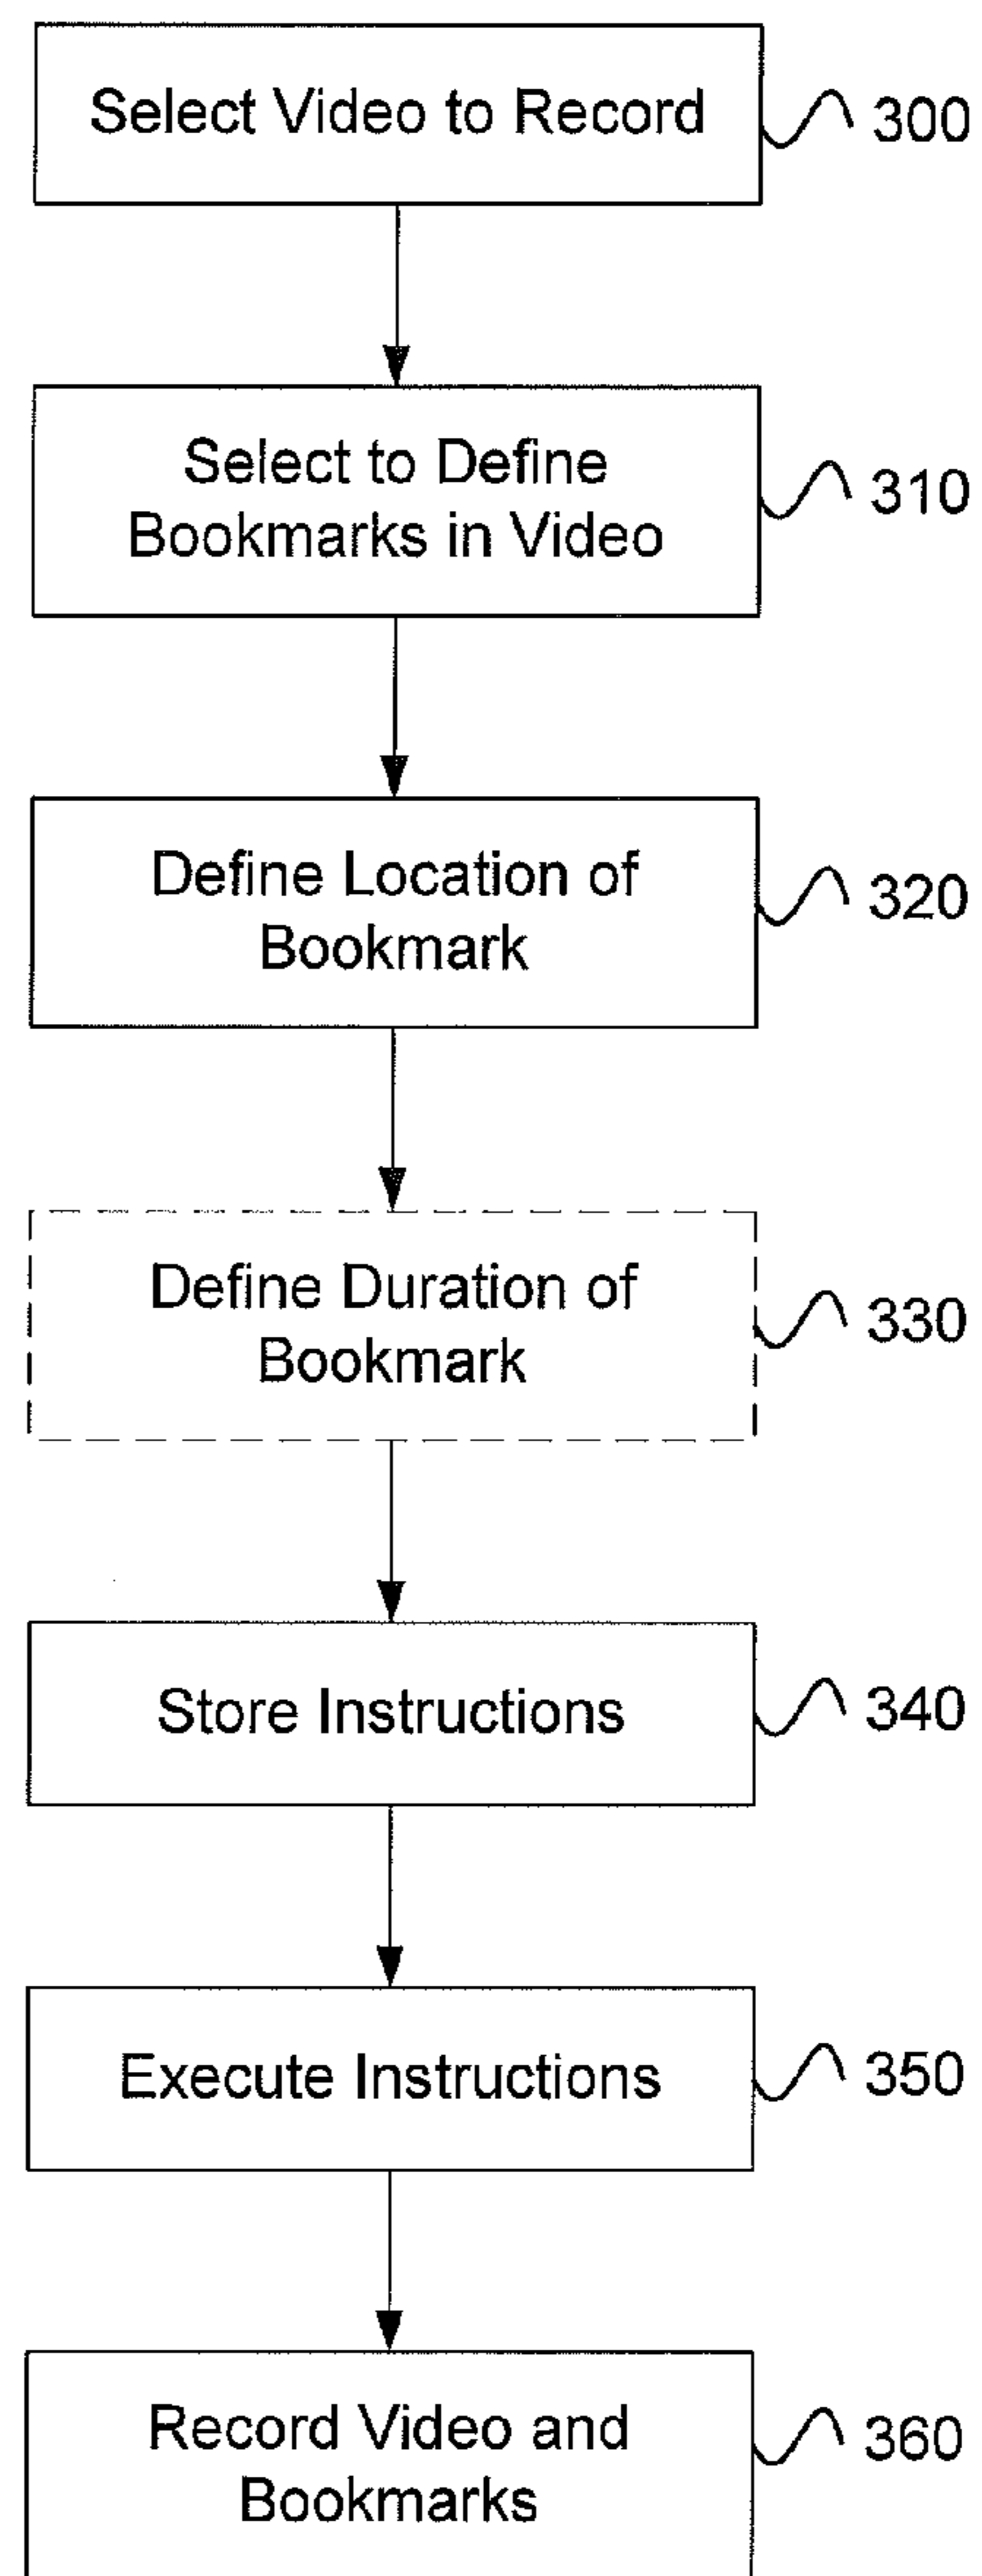 Select Video to Record
300
Select to Define
Bookmarks in Video
310
Define Location of
Bookmark
320
Define Duration of
Bookmark
330
Store Instructions
340
Execute Instructions
350
Record Video and
Bookmarks
360